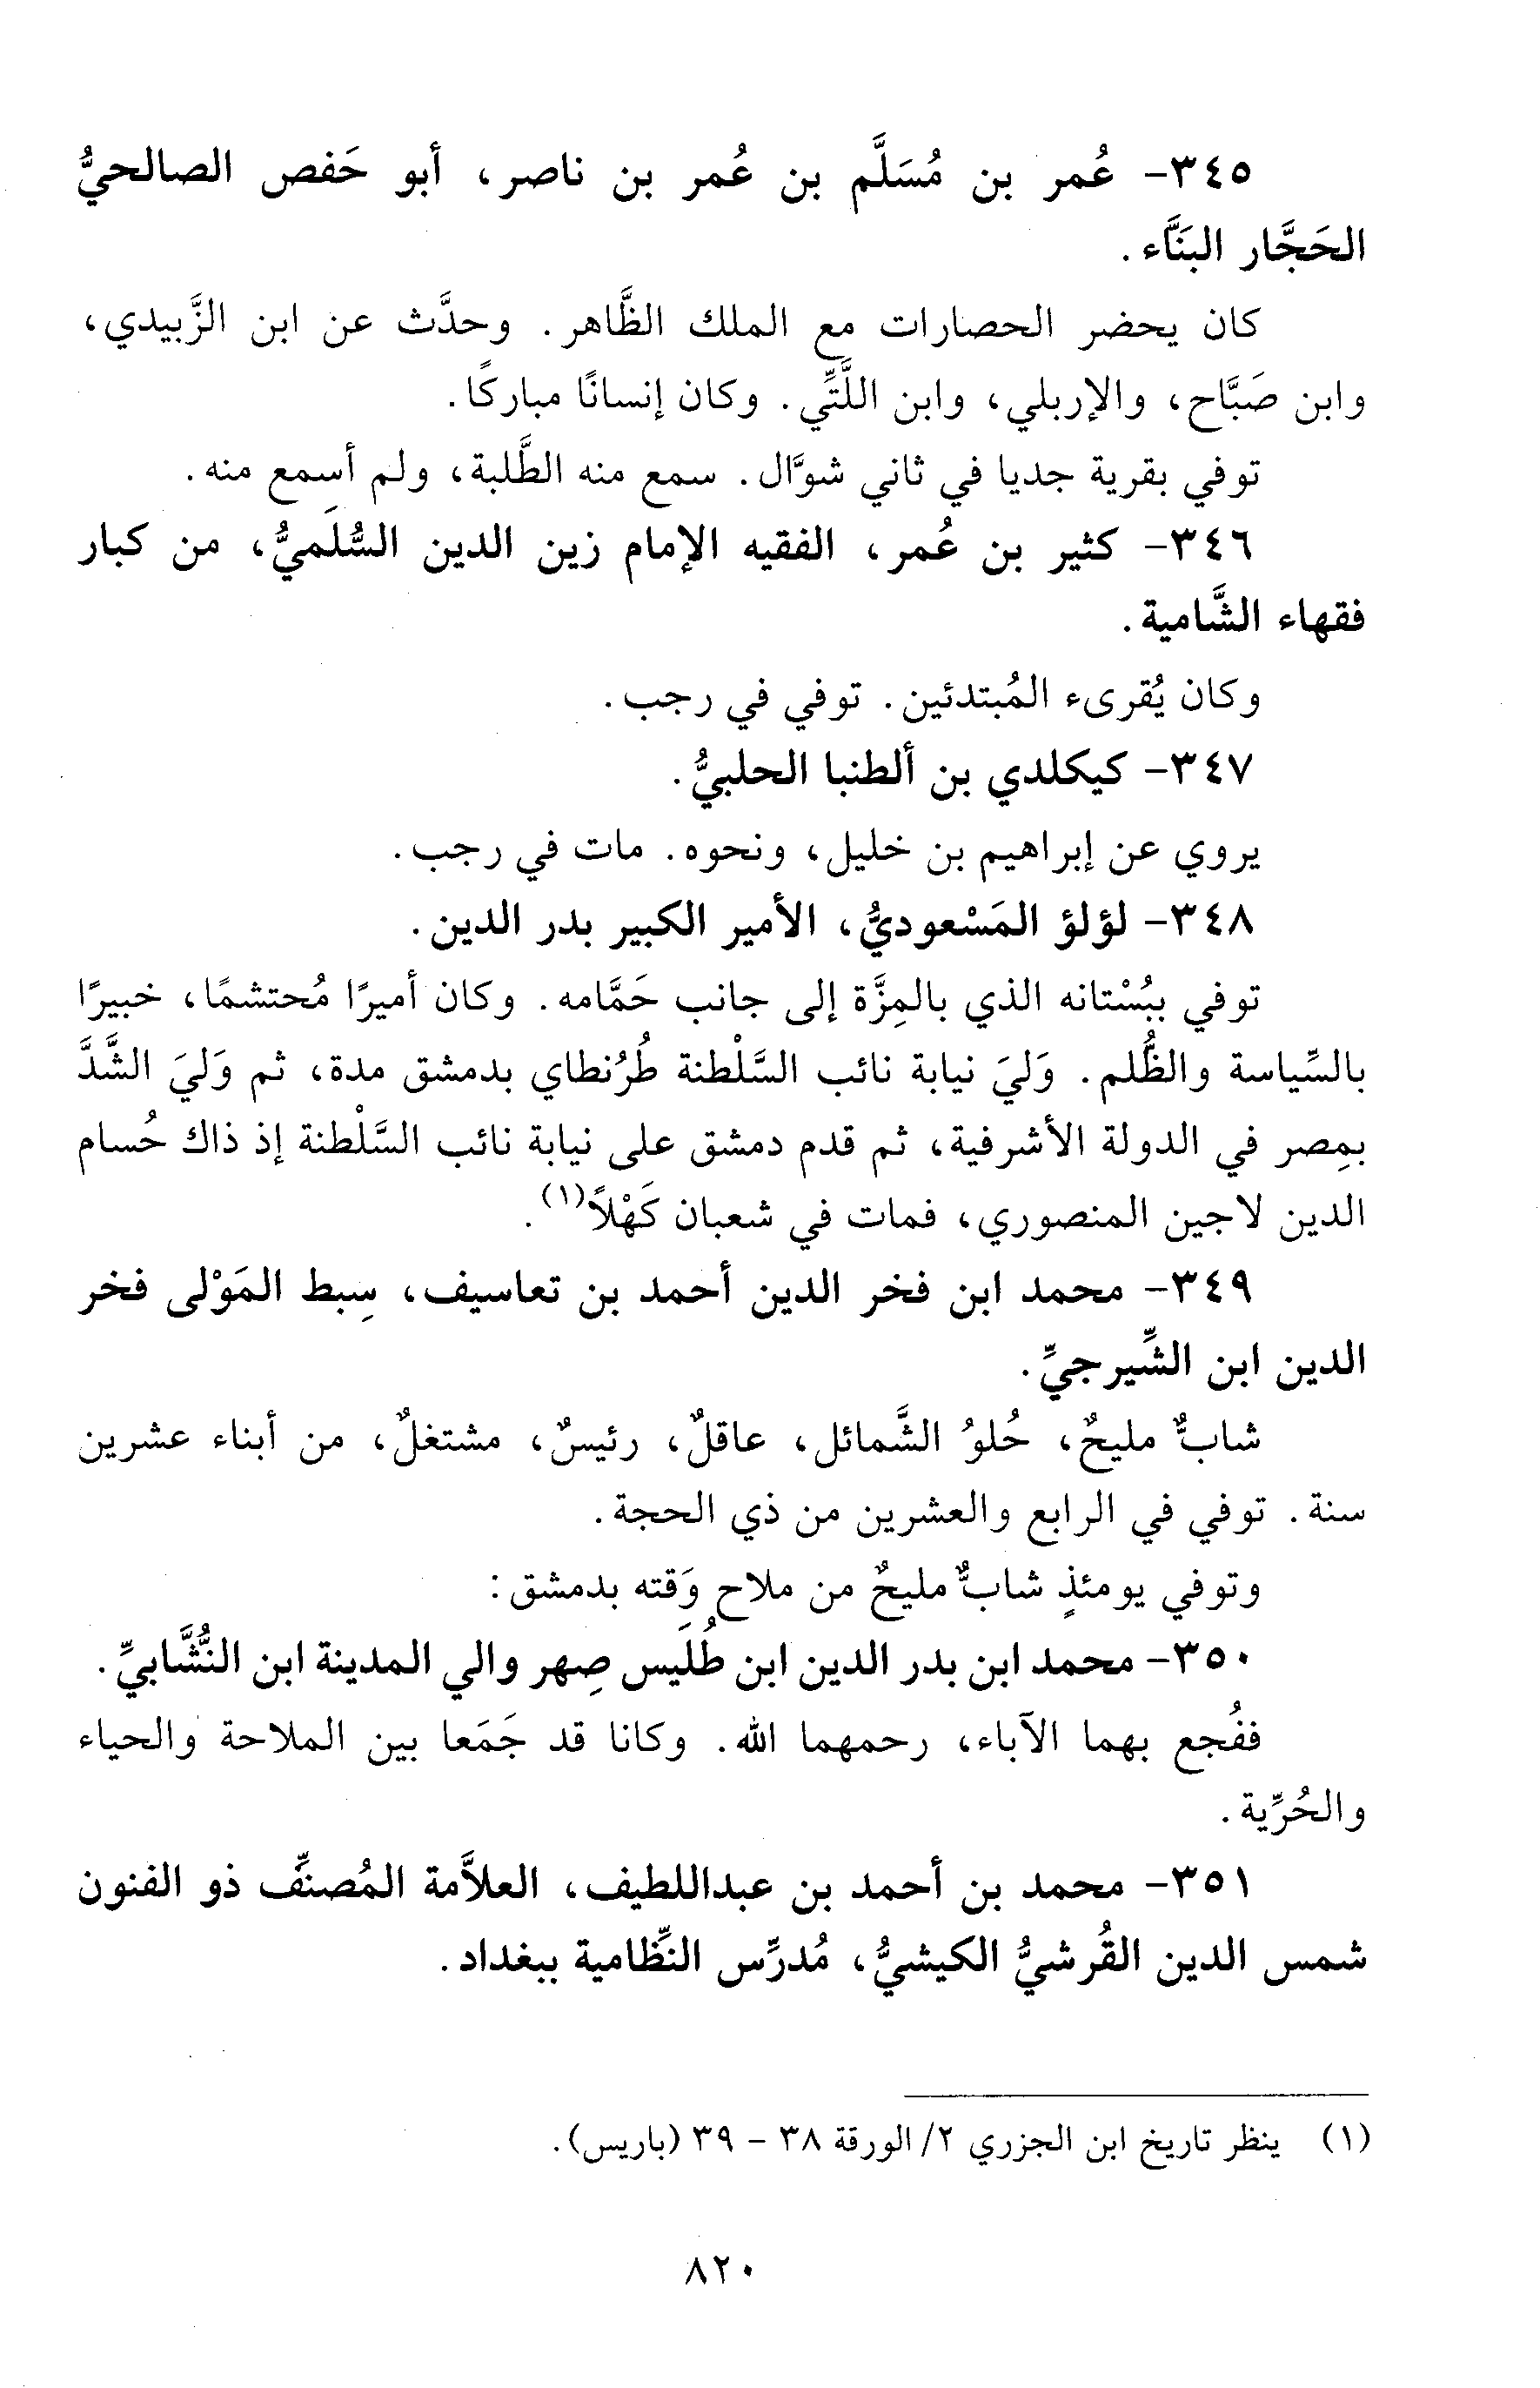 ٣٤٥- عُمر بن مُسَلَّم بن عُمر بن ناصر، أبو حَفص الصالحيُّ
الحَجَّار البَنَّاء.
كان يحضر الحصارات مع الملك الظَّاهر. وحدَّث عن ابن الزَّبيدي،
وابن صَبَّاح، والإربلي، وابن اللَّتِّي. وكان إنسانًا مباركًا.
توفي بقرية جديا في ثاني شوَّال. سمع منه الطَّلبة، ولم أسمع منه.
٣٤٦- كثير بن عُمر، الفقيه الإمام زين الدين السُّلَميُّ، من كبار
فقهاء الشَّامية.
وكان يُقرىء المُبتدئين. توفي في رجب.
٣٤٧- كيكلدي بن ألطنبا الحلبيُّ.
يروي عن إبراهيم بن خليل، ونحوه. مات في رجب.
٣٤٨- لؤلؤ المَسْعوديُّ، الأمير الكبير بدر الدين.
توفي ببُسْتانه الذي بالمِزَّة إلى جانب حَمَّامه. وكان أميرًا مُحتشمًا، خبيرًا
بالسِّياسة والظُّلم. وَليَ نيابة نائب السَّلْطنة طُرُنطاي بدمشق مدة، ثم وَليَ الشَّدَّ
بمِصر في الدولة الأشرفية، ثم قدم دمشق على نيابة نائب السَّلْطنة إذ ذاك حُسام
الدين لاجين المنصوري، فمات في شعبان كَهْلاً(١).
٣٤٩- محمد ابن فخر الدين أحمد بن تعاسيف، سِبط المَوْلى فخر
الدين ابن الشِّيرجيِّ.
شابٌّ مليحٌ، حُلوُ الشَّمائل، عاقلٌ، رئيسٌ، مشتغلٌ، من أبناء عشرين
سنة. توفي في الرابع والعشرين من ذي الحجة.
وتوفي يومئذٍ شابٌّ مليحٌ من ملاح وَقته بدمشق:
٣٥٠- محمد ابن بدر الدين ابن طُلَيس صِهر والي المدينة ابن النُّشَّابيِّ.
ففُجع بهما الآباء، رحمهما الله. وكانا قد جَمَعا بين الملاحة والحياء
والحُرِّية.
٣٥١- محمد بن أحمد بن عبداللطيف، العلاَّمة المُصنِّف ذو الفنون
شمس الدين القُرشيُّ الكيشيُّ، مُدرِّس النِّظامية ببغداد.
(١) ينظر تاريخ ابن الجزري ٢/ الورقة ٣٨ - ٣٩ (باريس).
٨٢٠